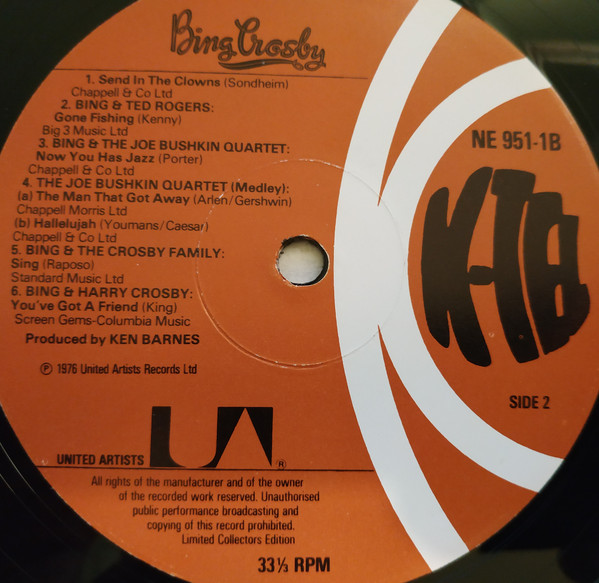 Bing Crosby
1. Send In The Clowns (Sondheim)
Chappell & Co Ltd
2. BING & TED ROGERS:
Gone Fishing (Kenny)
Big 3 Music Ltd
3. BING & THE JOE BUSHKIN QUARTET:
Now You Has Jazz (Porter)
Chappell & Co Ltd
4. THE JOE BUSHKIN QUARTET (Medley):
(a) The Man That Got Away (Arlen/Gershwin)
Chappell Morris Ltd
(b) Hallelujah (Youmans/Caesar)
Chappell & Co Ltd
5. BING & THE CROSBY FAMILY:
Sing (Raposo)
Standard Music Ltd
6. BING & HARRY CROSBY:
You've Got A Friend (King)
Screen Gems-Columbia Music
Produced by KEN BARNES
Ⓟ 1976 United Artists Records Ltd
NE 951-1B
K-TEL
SIDE 2
UNITED ARTISTS UA ®
All rights of the manufacturer and of the owner
of the recorded work reserved. Unauthorised
public performance broadcasting and
copying of this record prohibited.
Limited Collectors Edition
33⅓ RPM